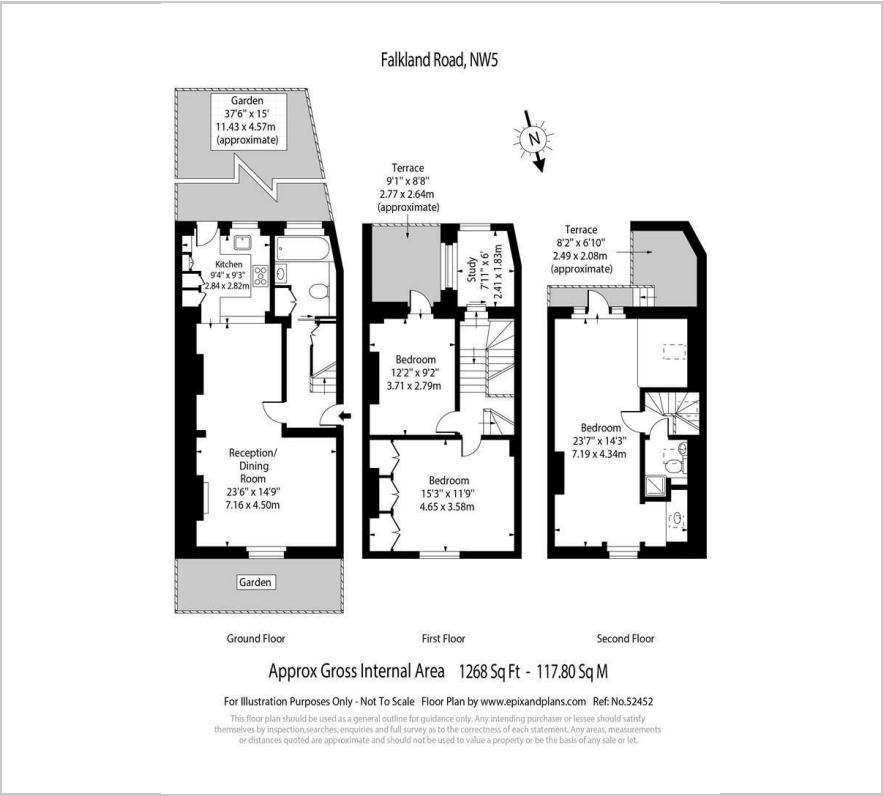 Falkland Road, NW5
Garden
37'6" x 15'
11.43 x 4.57m
(approximate)
N
Terrace
9'1" x 8'8"
2.77 x 2.64m
(approximate)
Terrace
8'2" x 6'10"
2.49 x 2.08m
(approximate)
Kitchen
9'4" x 9'3"
2.84 x 2.82m
Study
7'11" x 6'
2.41 x 1.83m
Bedroom
12'2" x 9'2"
3.71 x 2.79m
Bedroom
23'7" x 14'3"
7.19 x 4.34m
Reception/
Dining
Room
23'6" x 14'9"
7.16 x 4.50m
Bedroom
15'3" x 11'9"
4.65 x 3.58m
Garden
Ground Floor
First Floor
Second Floor
Approx Gross Internal Area 1268 Sq Ft - 117.80 Sq M
For Illustration Purposes Only - Not To Scale Floor Plan by www.epixandplans.com Ref: No.52452
This floor plan should be used as a general outline for guidance only. Any intending purchaser or lessee should satisfy
themselves by inspection,searches, enquiries and full survey as to the correctness of each statement. Any areas, measurements
or distances quoted are approximate and should not be used to value a property or be the basis of any sale or let.